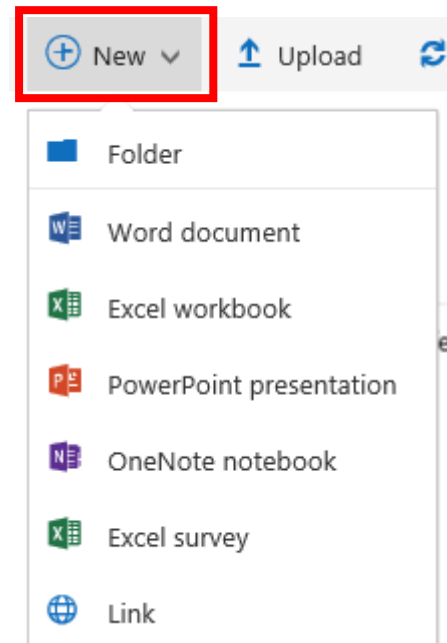 New Upload
Folder
Word document
Excel workbook
PowerPoint presentation
OneNote notebook
Excel survey
Link